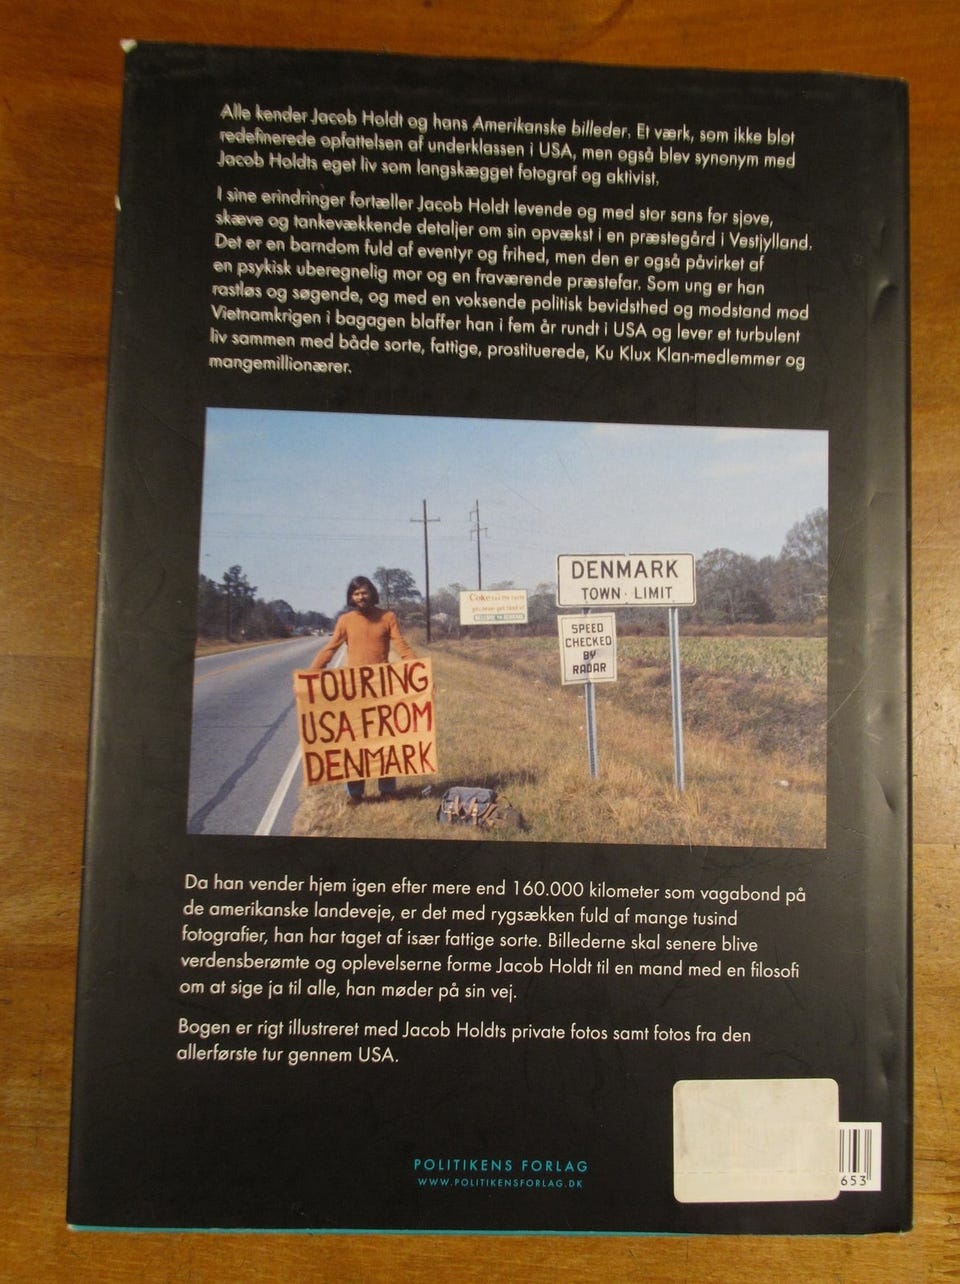 Alle kender Jacob Holdt og hans Amerikanske billeder. Et værk, som ikke blot
redefinerede opfattelsen af underklassen i USA, men også blev synonym med
Jacob Holdts eget liv som langskægget fotograf og aktivist.
I sine erindringer fortæller Jacob Holdt levende og med stor sans for sjove,
skæve og tankevækkende detaljer om sin opvækst i en præstegård i Vestjylland.
Det er en barndom fuld af eventyr og frihed, men den er også påvirket af
en psykisk uberegnelig mor og en fraværende præstefar. Som ung er han
rastløs og søgende, og med en voksende politisk bevidsthed og modstand mod
Vietnamkrigen i bagagen blaffer han i fem år rundt i USA og lever et turbulent
liv sammen med både sorte, fattige, prostituerede, Ku Klux Klan-medlemmer og
mangemillionærer.
DENMARK
TOWN · LIMIT
Coke has the taste
you never get tired of
SPEED
CHECKED
BY
RADAR
TOURING
USA FROM
DENMARK
Da han vender hjem igen efter mere end 160.000 kilometer som vagabond på
de amerikanske landeveje, er det med rygsækken fuld af mange tusind
fotografier, han har taget af især fattige sorte. Billederne skal senere blive
verdensberømte og oplevelserne forme Jacob Holdt til en mand med en filosofi
om at sige ja til alle, han møder på sin vej.
Bogen er rigt illustreret med Jacob Holdts private fotos samt fotos fra den
allerførste tur gennem USA.
POLITIKENS FORLAG
WWW.POLITIKENSFORLAG.DK
653